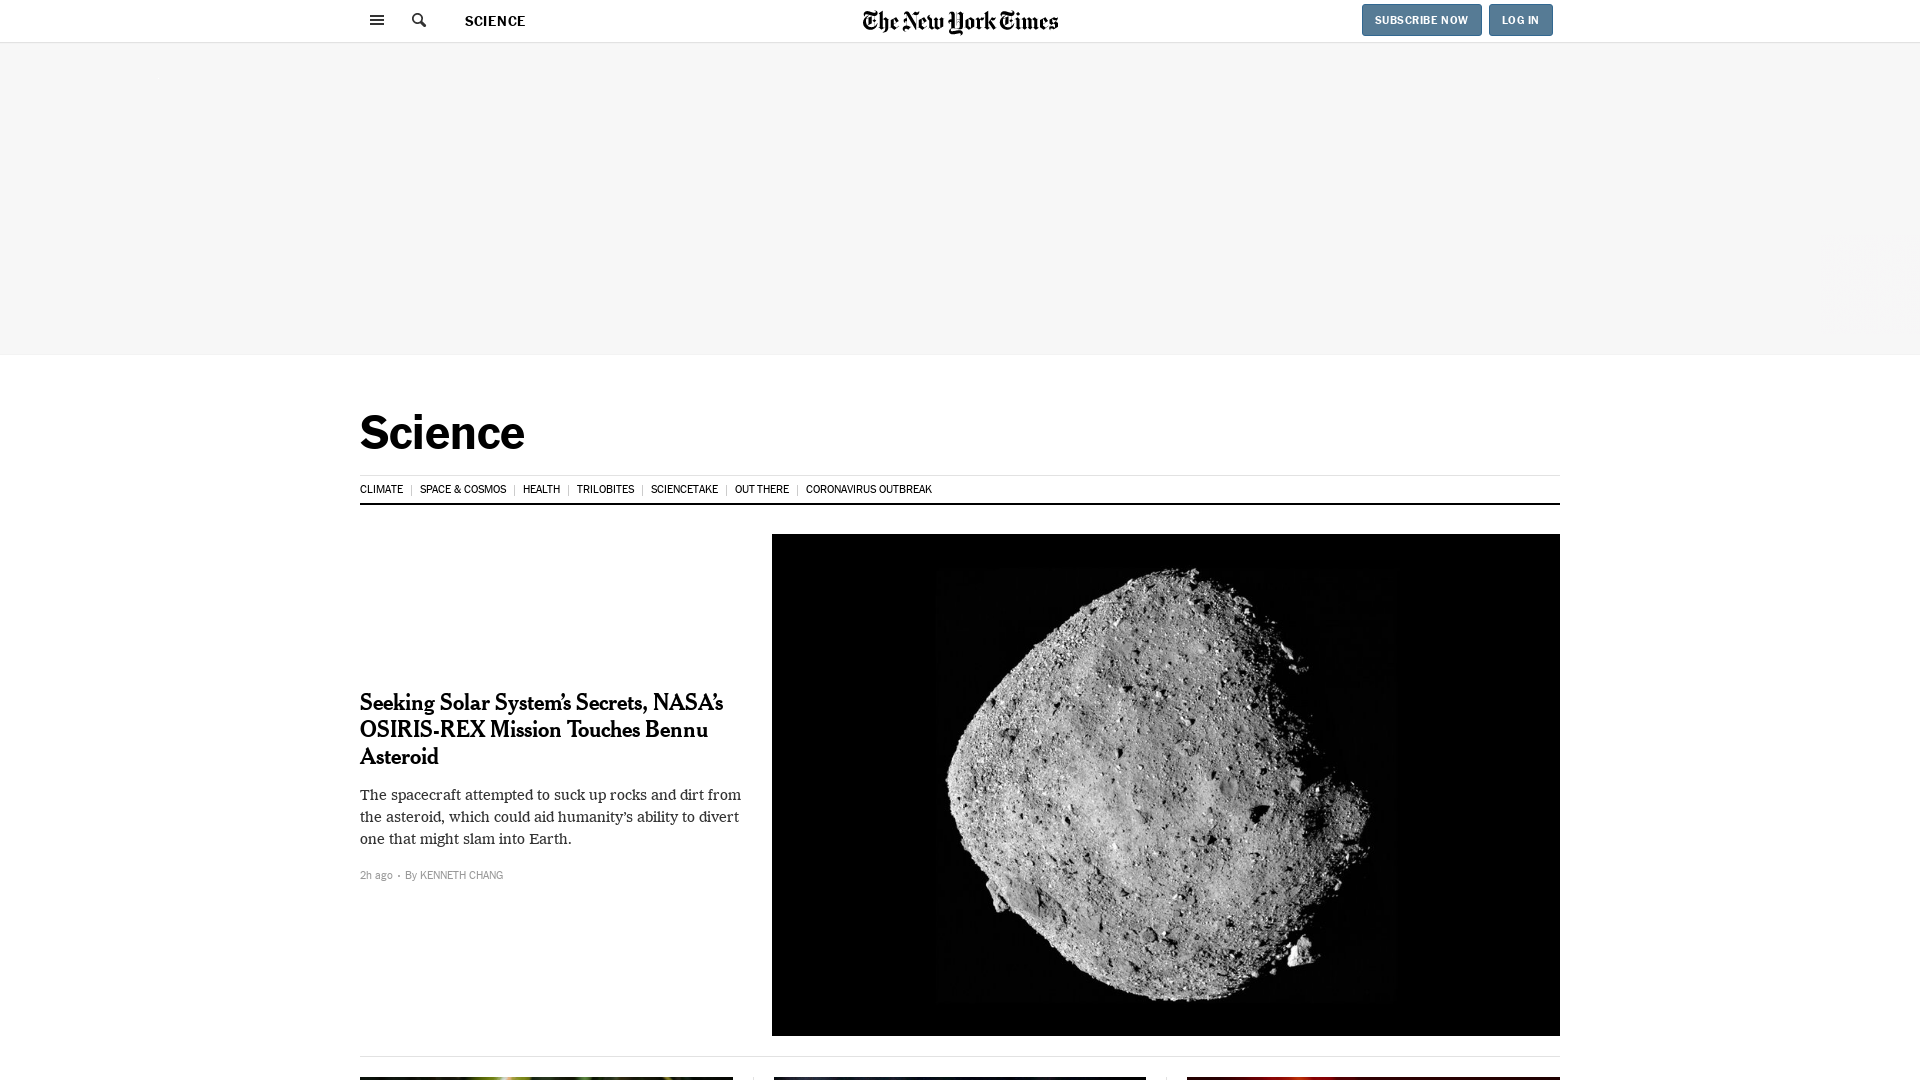 SCIENCE
The New York Times
SUBSCRIBE NOW
LOG IN
Science
CLIMATE
SPACE & COSMOS
HEALTH
TRILOBITES
SCIENCETAKE
OUT THERE
CORONAVIRUS OUTBREAK
Seeking Solar System’s Secrets, NASA’s
OSIRIS-REX Mission Touches Bennu
Asteroid
The spacecraft attempted to suck up rocks and dirt from
the asteroid, which could aid humanity’s ability to divert
one that might slam into Earth.
2h ago • By KENNETH CHANG